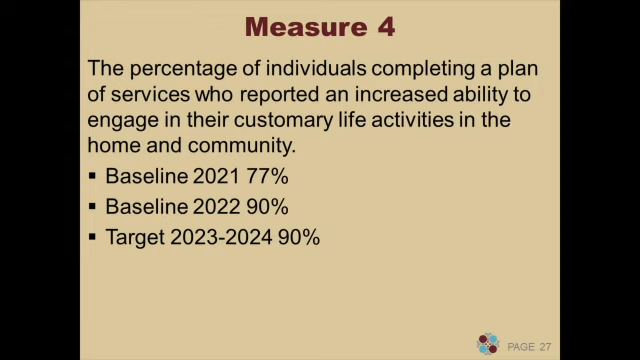 Measure 4
The percentage of individuals completing a plan
of services who reported an increased ability to
engage in their customary life activities in the
home and community.
▪ Baseline 2021 77%
▪ Baseline 2022 90%
▪ Target 2023-2024 90%
PAGE 27